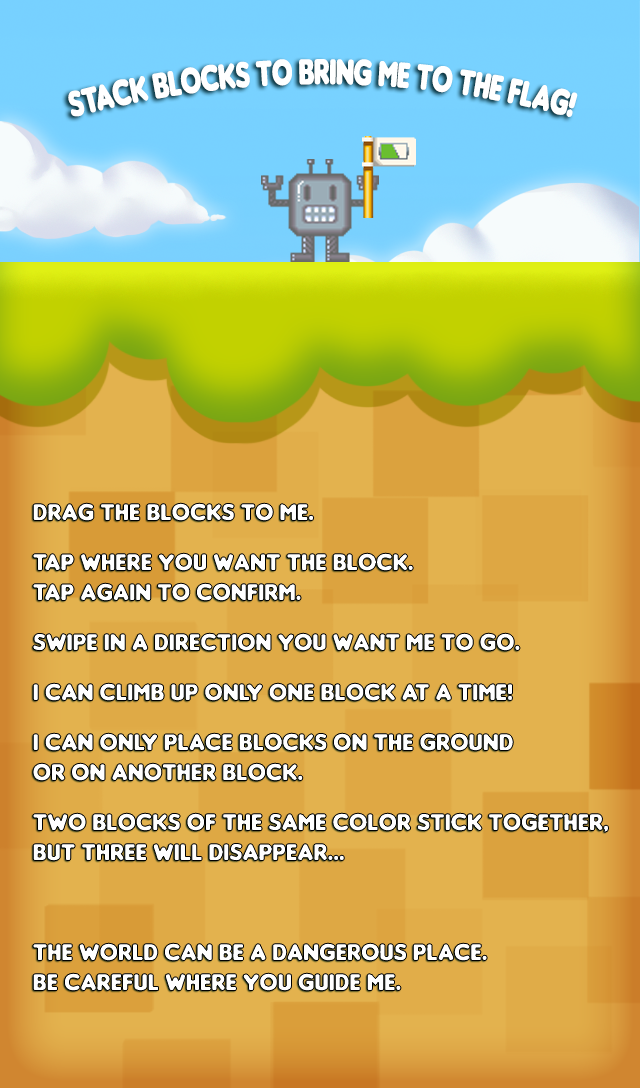 STACK BLOCKS TO BRING ME TO THE FLAG!
DRAG THE BLOCKS TO ME.
TAP WHERE YOU WANT THE BLOCK.
TAP AGAIN TO CONFIRM.
SWIPE IN A DIRECTION YOU WANT ME TO GO.
I CAN CLIMB UP ONLY ONE BLOCK AT A TIME!
I CAN ONLY PLACE BLOCKS ON THE GROUND
OR ON ANOTHER BLOCK.
TWO BLOCKS OF THE SAME COLOR STICK TOGETHER,
BUT THREE WILL DISAPPEAR...
THE WORLD CAN BE A DANGEROUS PLACE.
BE CAREFUL WHERE YOU GUIDE ME.